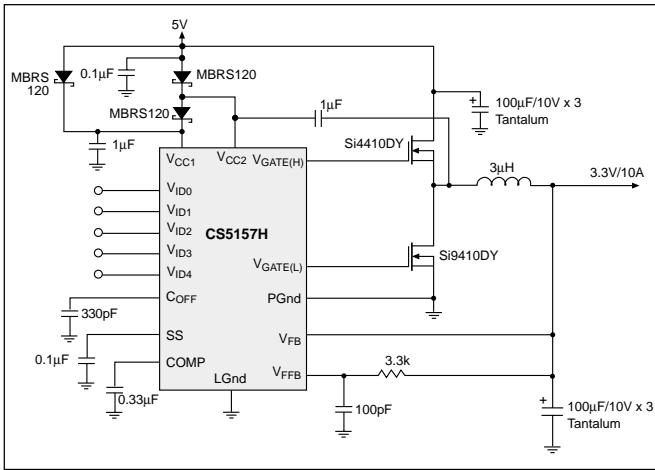 5V
MBRS
120
0.1µF
MBRS120
MBRS120
1µF
1µF
+
100µF/10V x 3
Tantalum
Si4410DY
3µH
3.3V/10A
VCC1
VCC2
VGATE(H)
VID0
VID1
VID2
VID3
VID4
CS5157H
VGATE(L)
Si9410DY
COFF
PGnd
330pF
SS
VFB
0.1µF
COMP
VFFB
3.3k
0.33µF
LGnd
100pF
+
100µF/10V x 3
Tantalum